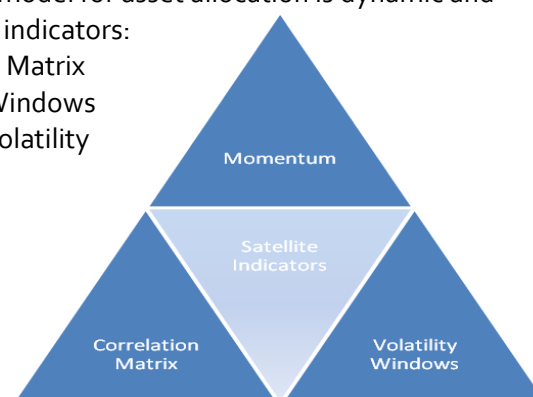 model for asset allocation is dynamic and
indicators:
Matrix
Windows
olatility
Momentum
Satellite
Indicators
Correlation
Matrix
Volatility
Windows